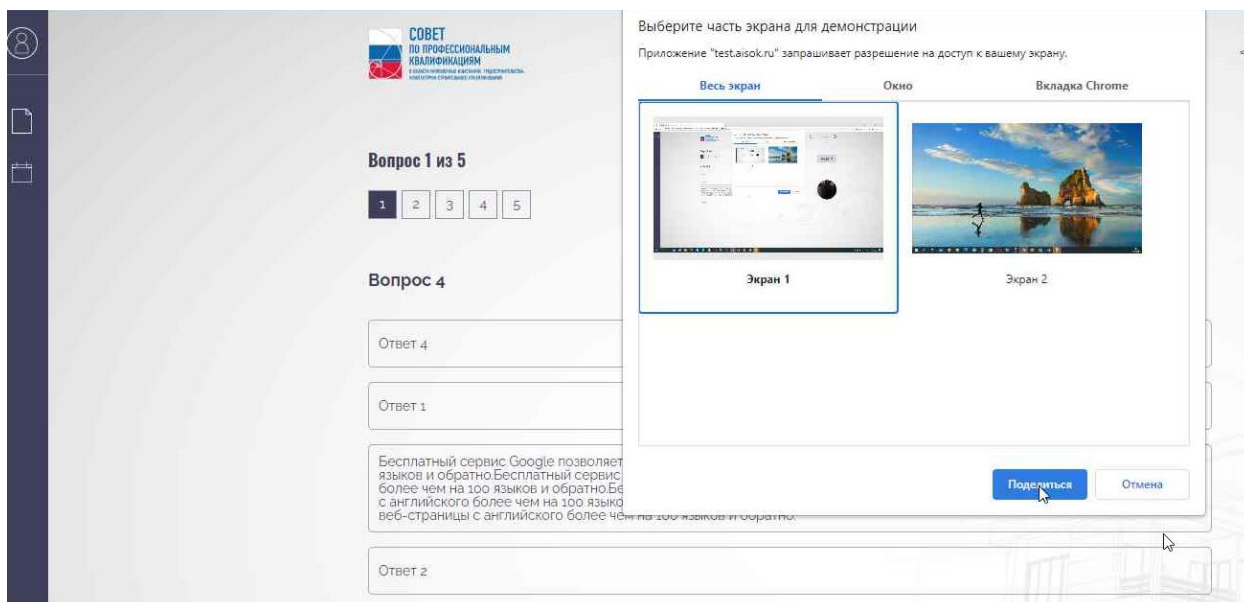 СОВЕТ
ПО ПРОФЕССИОНАЛЬНЫМ
КВАЛИФИКАЦИЯМ
Выберите часть экрана для демонстрации
Приложение "test.aisok.ru" запрашивает разрешение на доступ к вашему экрану.
Весь экран
Окно
Вкладка Chrome
Вопрос 1 из 5
1 2 3 4 5
Экран 1
Экран 2
Вопрос 4
Ответ 4
Ответ 1
Бесплатный сервис Google позволяет
языков и обратно.Бесплатный сервис
более чем на 100 языков и обратно.Бе
с английского более чем на 100 языко
веб-страницы с английского более чем на 100 языков и обратно.
Поделиться
Отмена
Ответ 2